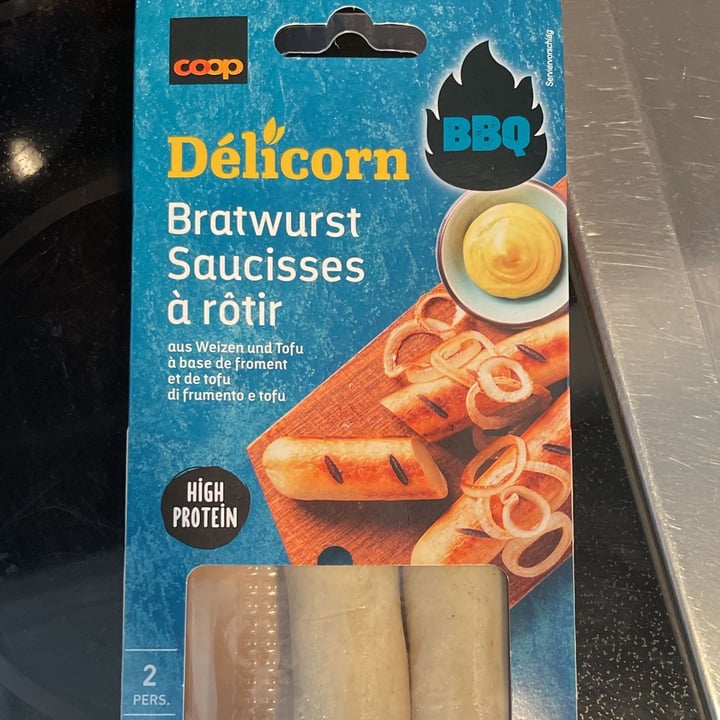 coop
Serviervorschlag
BBQ
Délicorn
Bratwurst
Saucisses
à rôtir
aus Weizen und Tofu
à base de froment
et de tofu
di frumento e tofu
HIGH
PROTEIN
2
PERS.